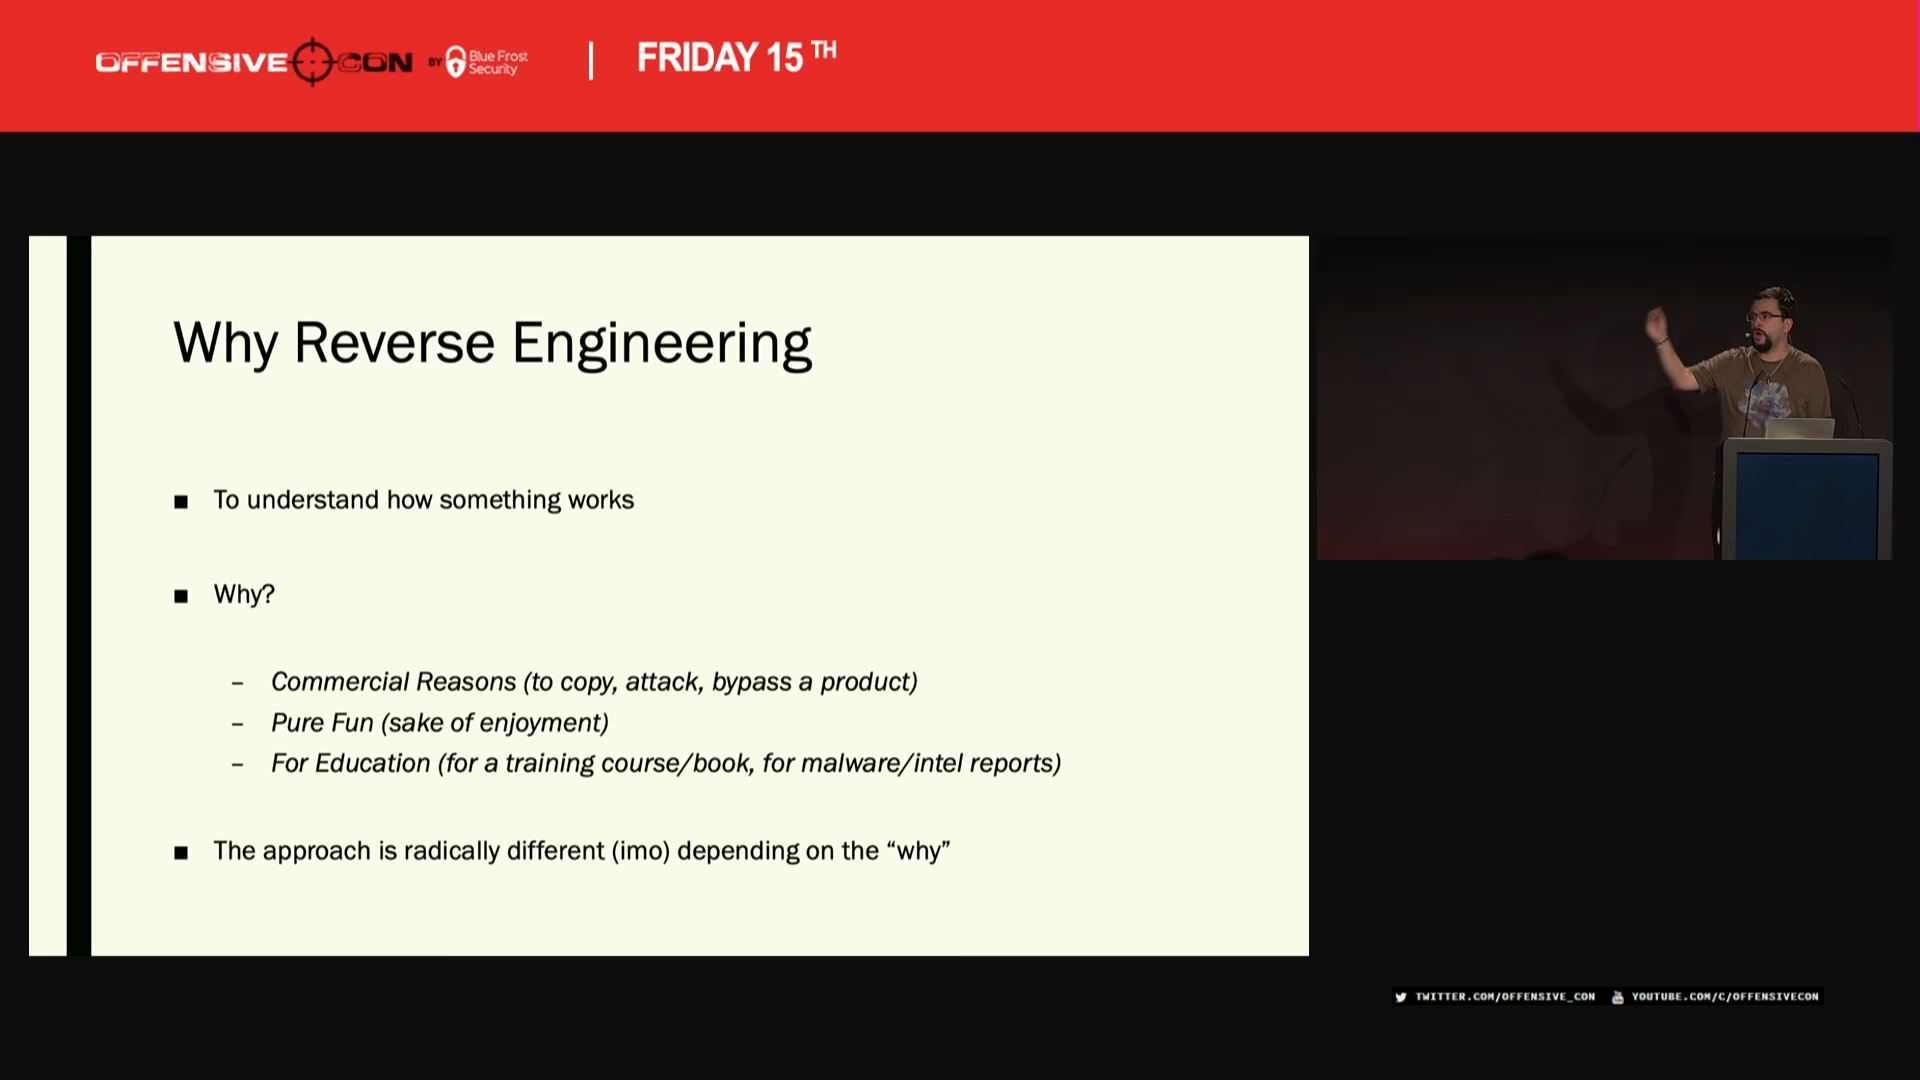 OFFENSIVE CON BY Blue Frost Security | FRIDAY 15 TH
Why Reverse Engineering
■ To understand how something works
■ Why?
– Commercial Reasons (to copy, attack, bypass a product)
– Pure Fun (sake of enjoyment)
– For Education (for a training course/book, for malware/intel reports)
■ The approach is radically different (imo) depending on the “why”
TWITTER.COM/OFFENSIVE_CON YOUTUBE.COM/C/OFFENSIVECON